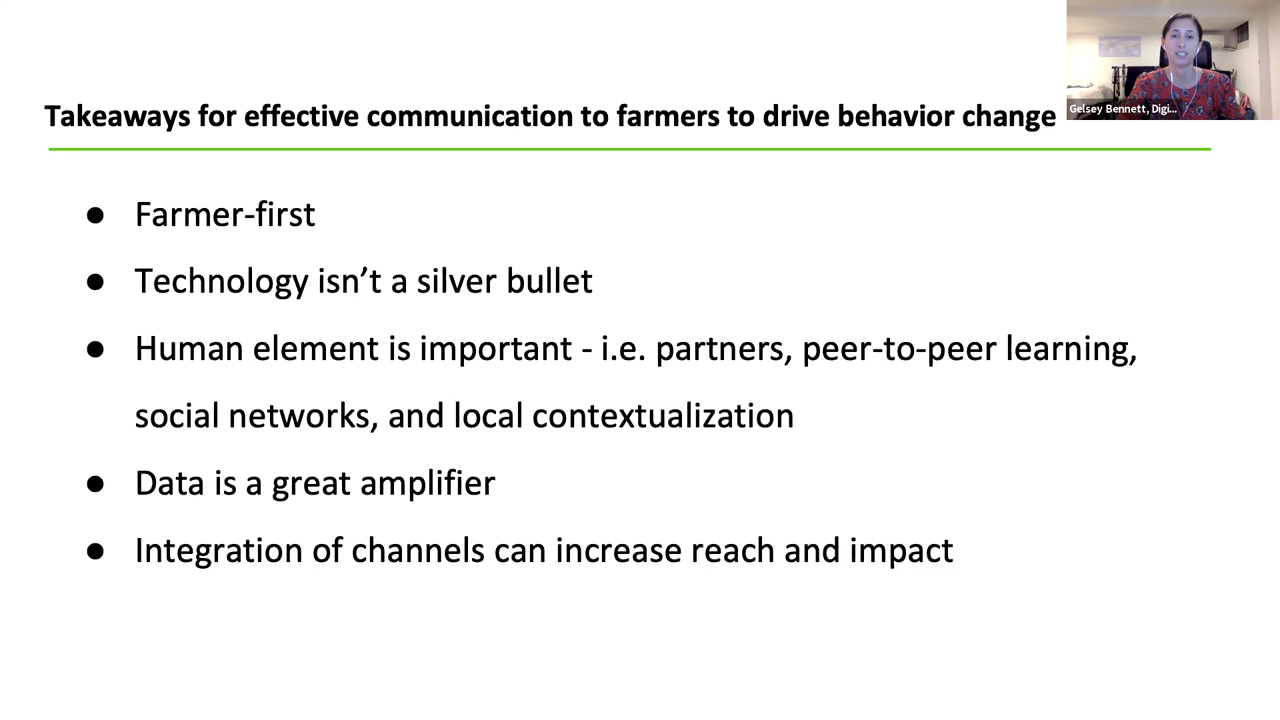 Takeaways for effective communication to farmers to drive behavior change
Gelsey Bennett, Digi...
● Farmer-first
● Technology isn’t a silver bullet
● Human element is important - i.e. partners, peer-to-peer learning,
social networks, and local contextualization
● Data is a great amplifier
● Integration of channels can increase reach and impact